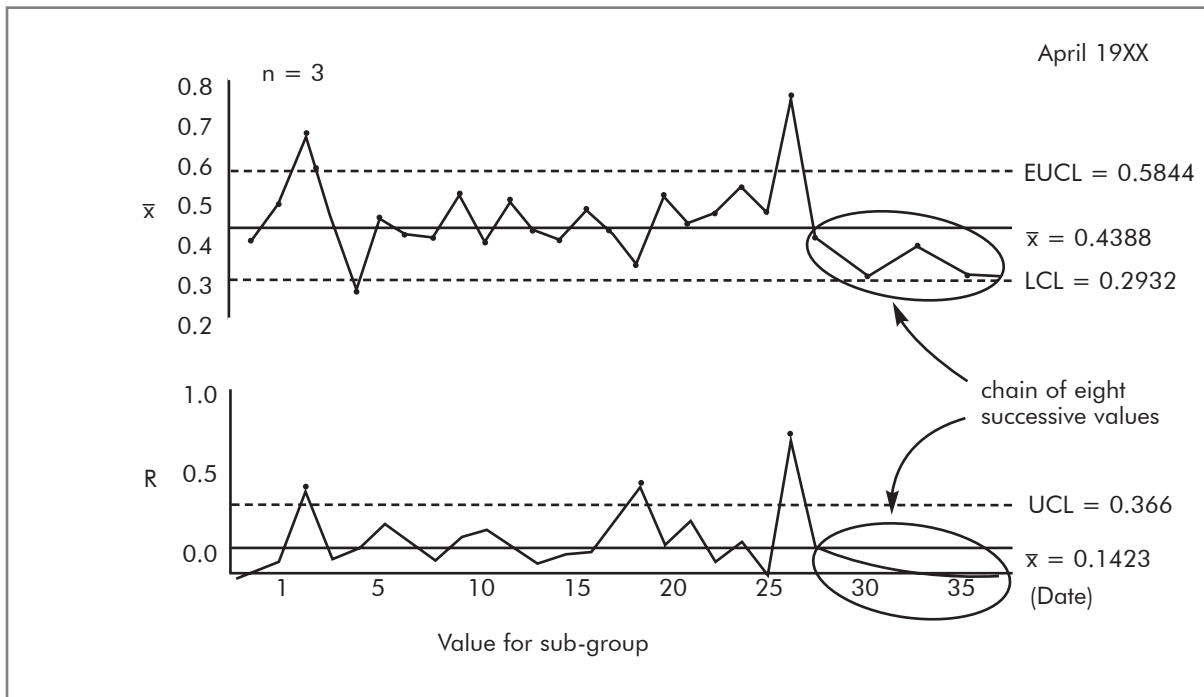 April 19XX
n = 3
0.8
0.7
0.6
0.5
0.4
0.3
0.2
x̄
EUCL = 0.5844
x̄ = 0.4388
LCL = 0.2932
chain of eight
successive values
1.0
0.5
0.0
R
UCL = 0.366
x̄ = 0.1423
1 5 10 15 20 25 30 35
(Date)
Value for sub-group